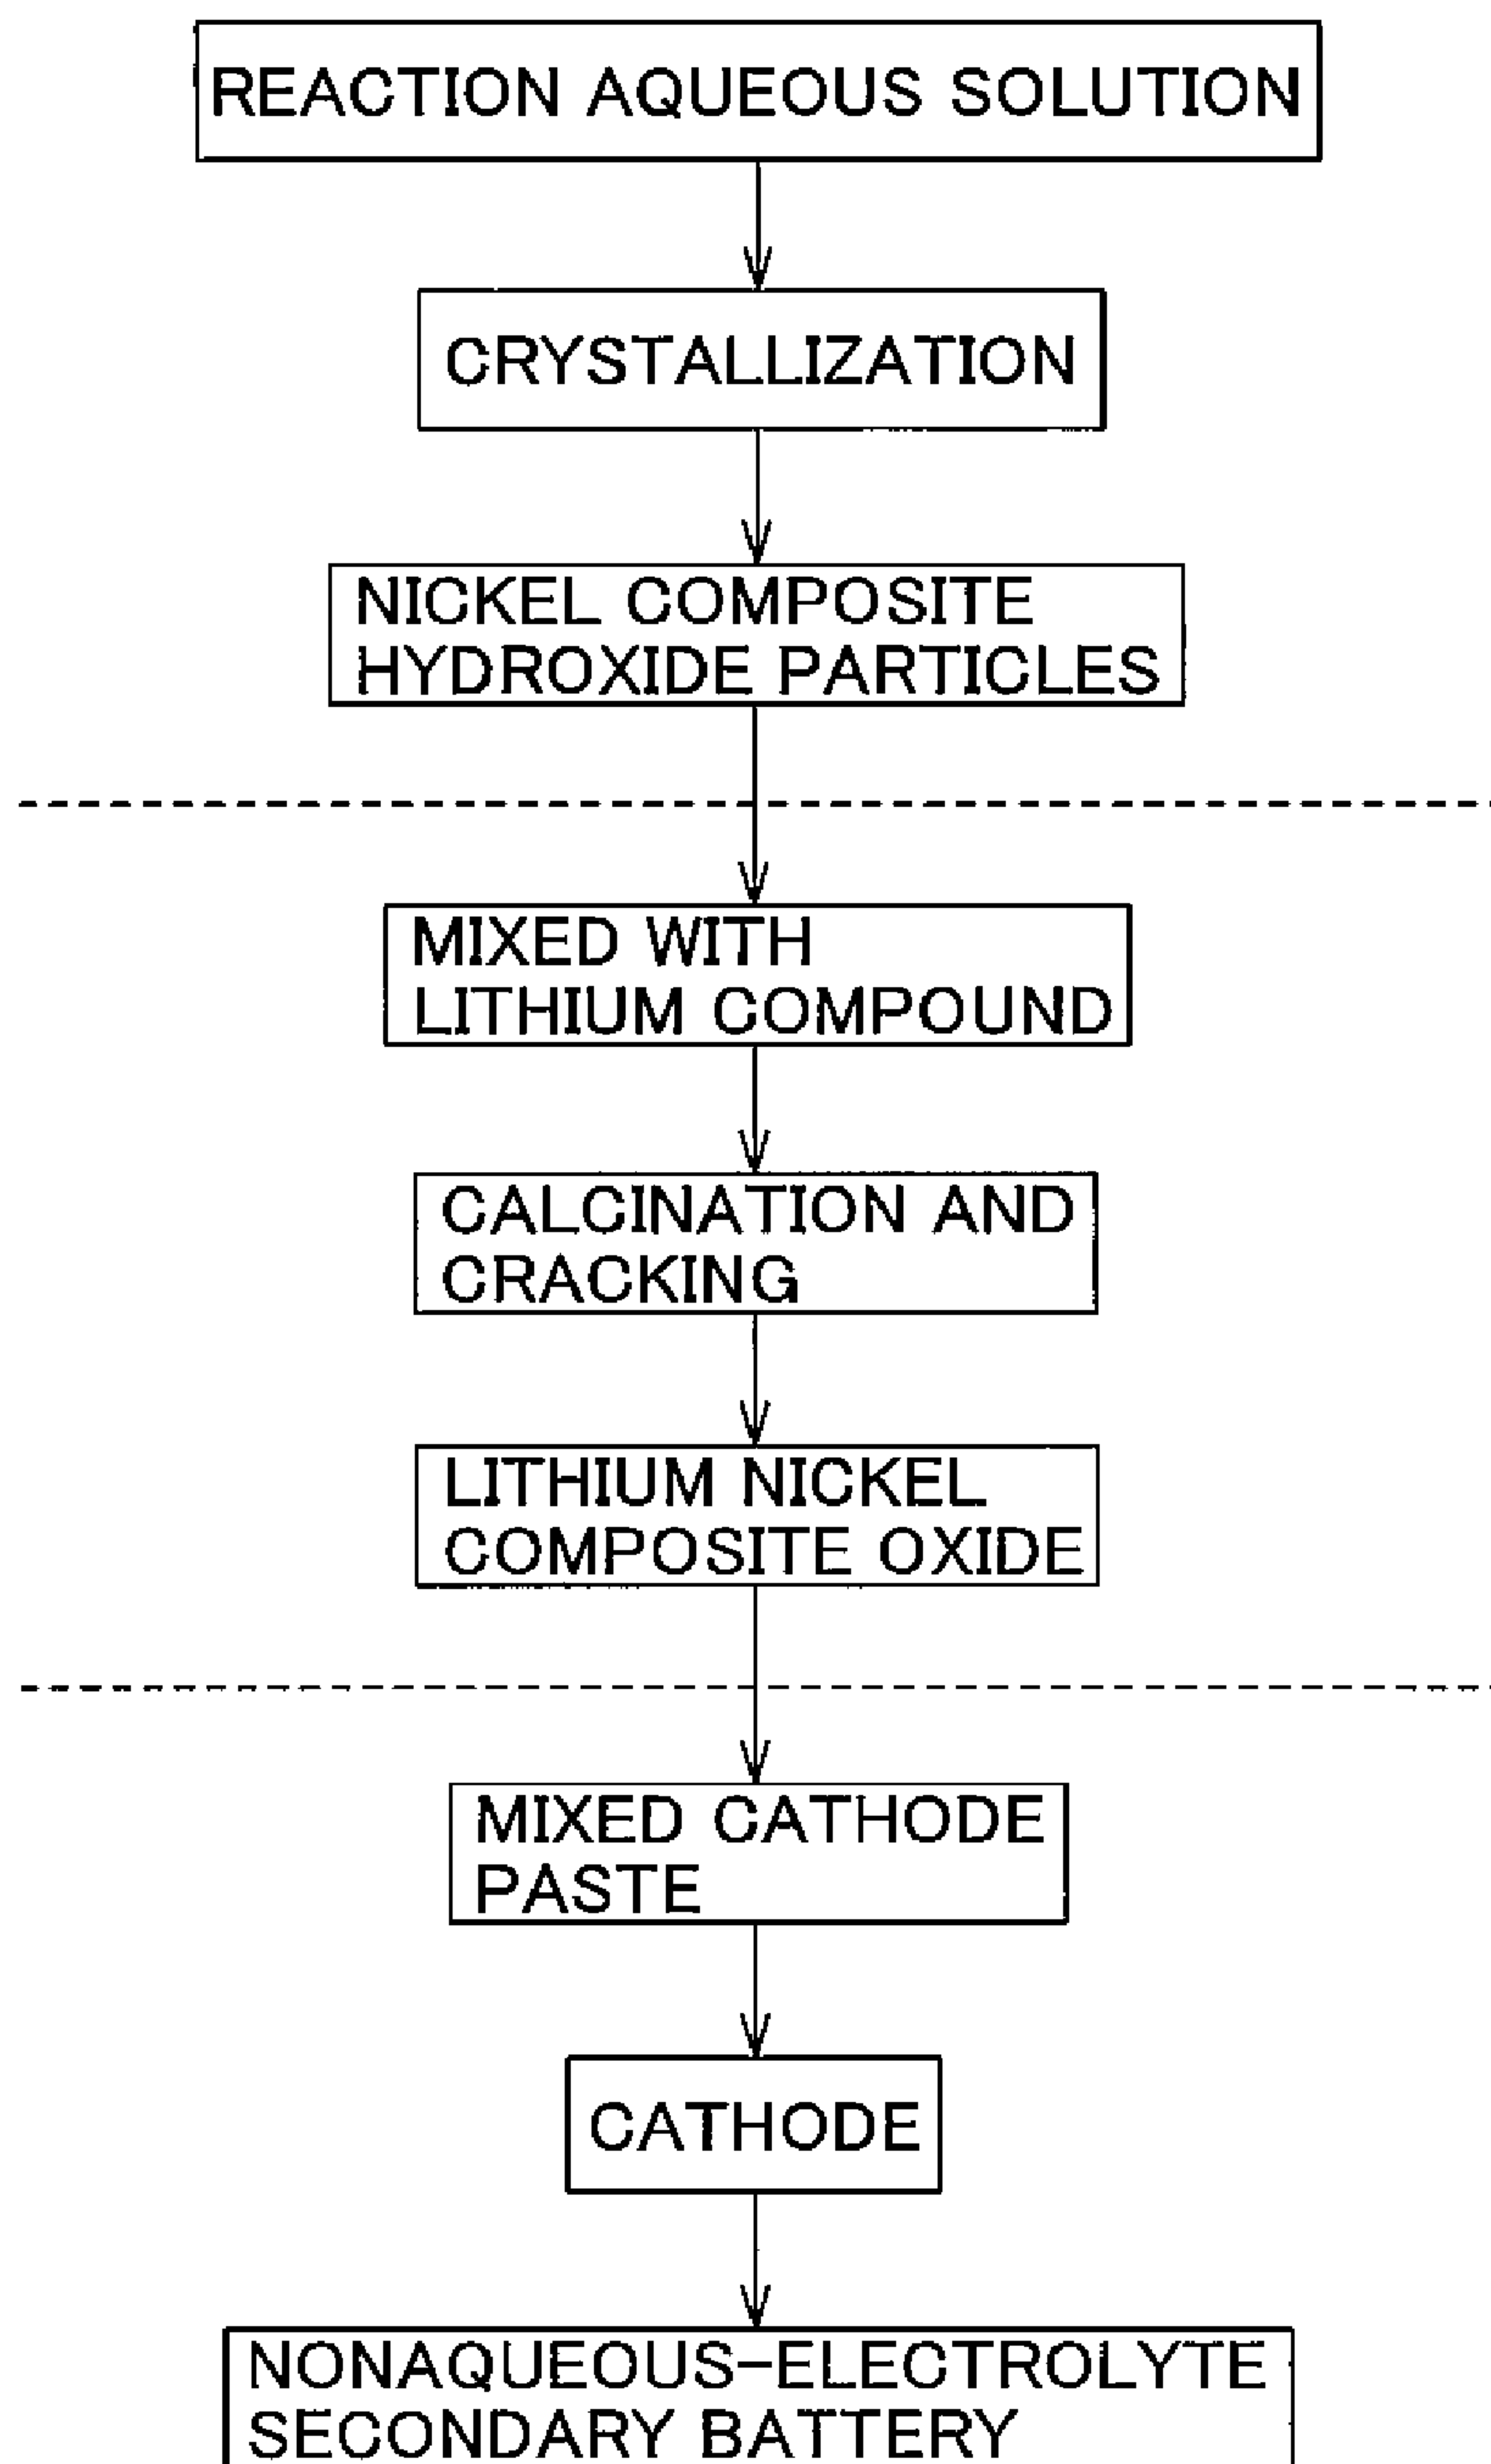 REACTION AQUEOUS SOLUTION
CRYSTALLIZATION
NICKEL COMPOSITE
HYDROXIDE PARTICLES
MIXED WITH
LITHIUM COMPOUND
CALCINATION AND
CRACKING
LITHIUM NICKEL
COMPOSITE OXIDE
MIXED CATHODE
PASTE
CATHODE
NONAQUEOUS-ELECTROLYTE
SECONDARY BATTERY